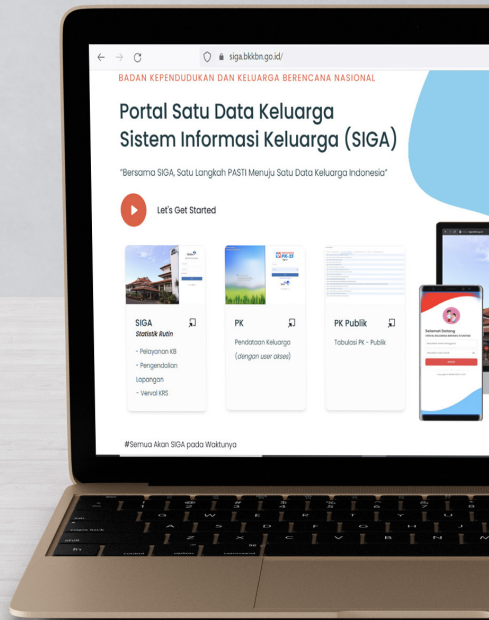 siga.bkkbn.go.id/
BADAN KEPENDUDUKAN DAN KELUARGA BERENCANA NASIONAL
Portal Satu Data Keluarga
Sistem Informasi Keluarga (SIGA)
"Bersama SIGA, Satu Langkah PASTI Menuju Satu Data Keluarga Indonesia"
Let's Get Started
SIGA
Statistik Rutin
- Pelayanan KB
- Pengendalian
Lapangan
- Verval KRS
PK
Pendataan Keluarga
(dengan user akses)
PK Publik
Tabulasi PK - Publik
Selamat Datang
#Semua Akan SIGA pada Waktunya